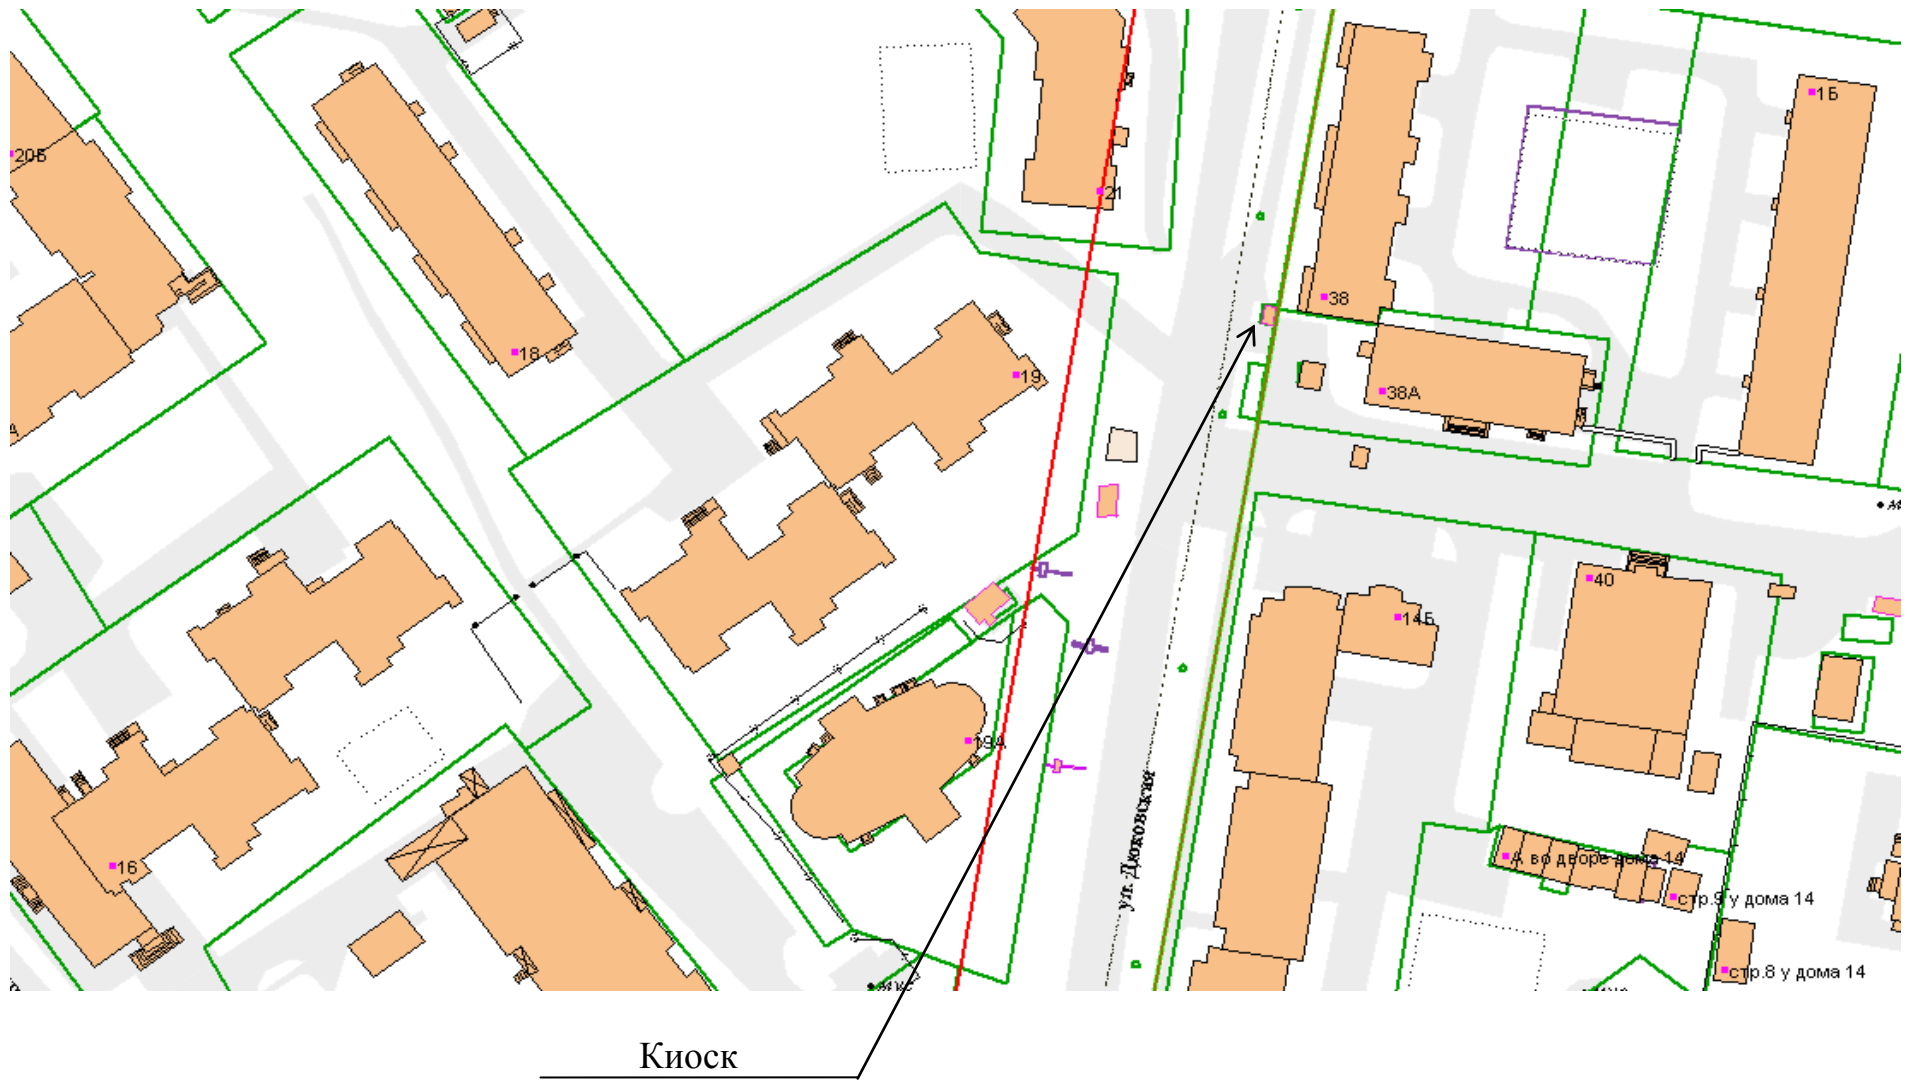 1Б
20Б
21
38
18
19
38А
40
14Б
19А
ул. Дюковская
А во дворе дома 14
16
стр.9 у дома 14
стр.8 у дома 14
Киоск